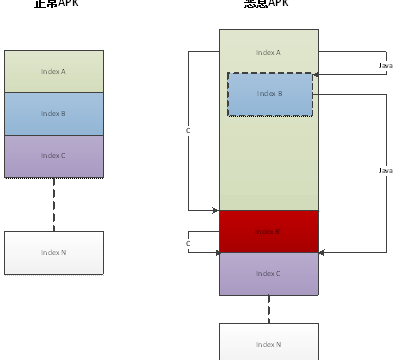 正常APK
恶意APK
Index A
Index B
Index C
Index N
Index A
Java
Index B
C
Java
Index B
C
Index C
Index N